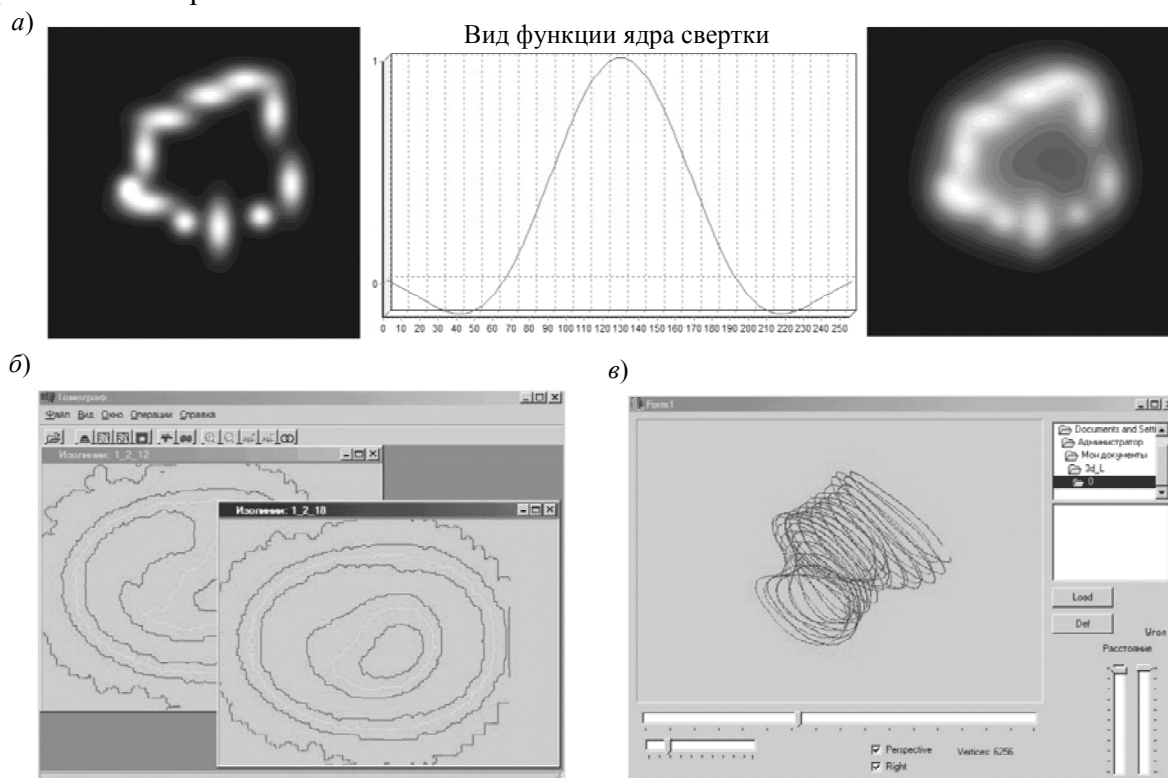 а)
Вид функции ядра свертки
1
0
0 10 20 30 40 50 60 70 80 90 100 110 120 130 140 150 160 170 180 190 200 210 220 230 240 250
б)
в)
Томограф
Файл Вид Окно Операции Справка
Изолинии: 1_2_12
Изолинии: 1_2_18
Form1
Documents and Setti
Администратор
Мои документы
3d_L
0
Load
Def
Угол
Расстояние
Perspective
Vertices: 6256
Right